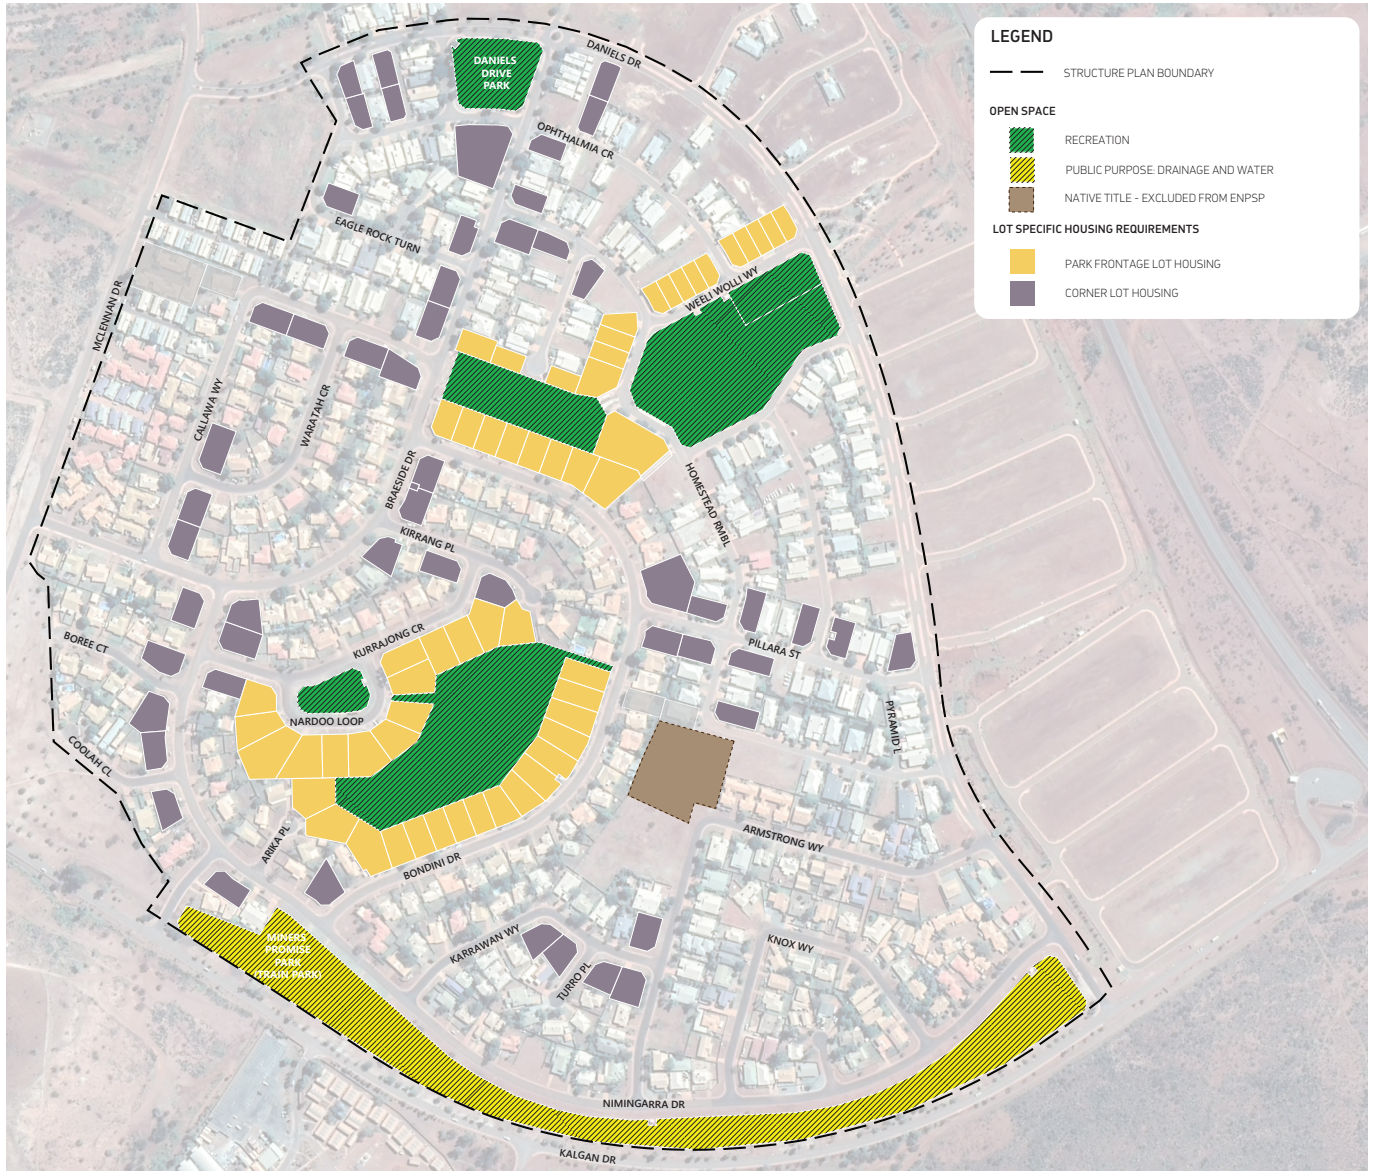 LEGEND
STRUCTURE PLAN BOUNDARY
OPEN SPACE
RECREATION
PUBLIC PURPOSE: DRAINAGE AND WATER
NATIVE TITLE - EXCLUDED FROM ENPSP
LOT SPECIFIC HOUSING REQUIREMENTS
PARK FRONTAGE LOT HOUSING
CORNER LOT HOUSING
DANIELS
DRIVE
PARK
DANIELS DR
OPHTHALMIA CR
EAGLE ROCK TURN
MCLENNAN DR
WEELI WOLLI WY
CALLAWA WY
WARATAH CR
BRAESIDE DR
HOMESTEAD RMBL
KIRRANG PL
KURRAJONG CR
BOREE CT
PILLARA ST
NARDOO LOOP
PYRAMID L
COOLAH CL
ARIKA PL
BONDINI DR
ARMSTRONG WY
MINERS
PROMISE
PARK
(TRAIN PARK)
KARRAWAN WY
TURRO PL
KNOX WY
NIMINGARRA DR
KALGAN DR